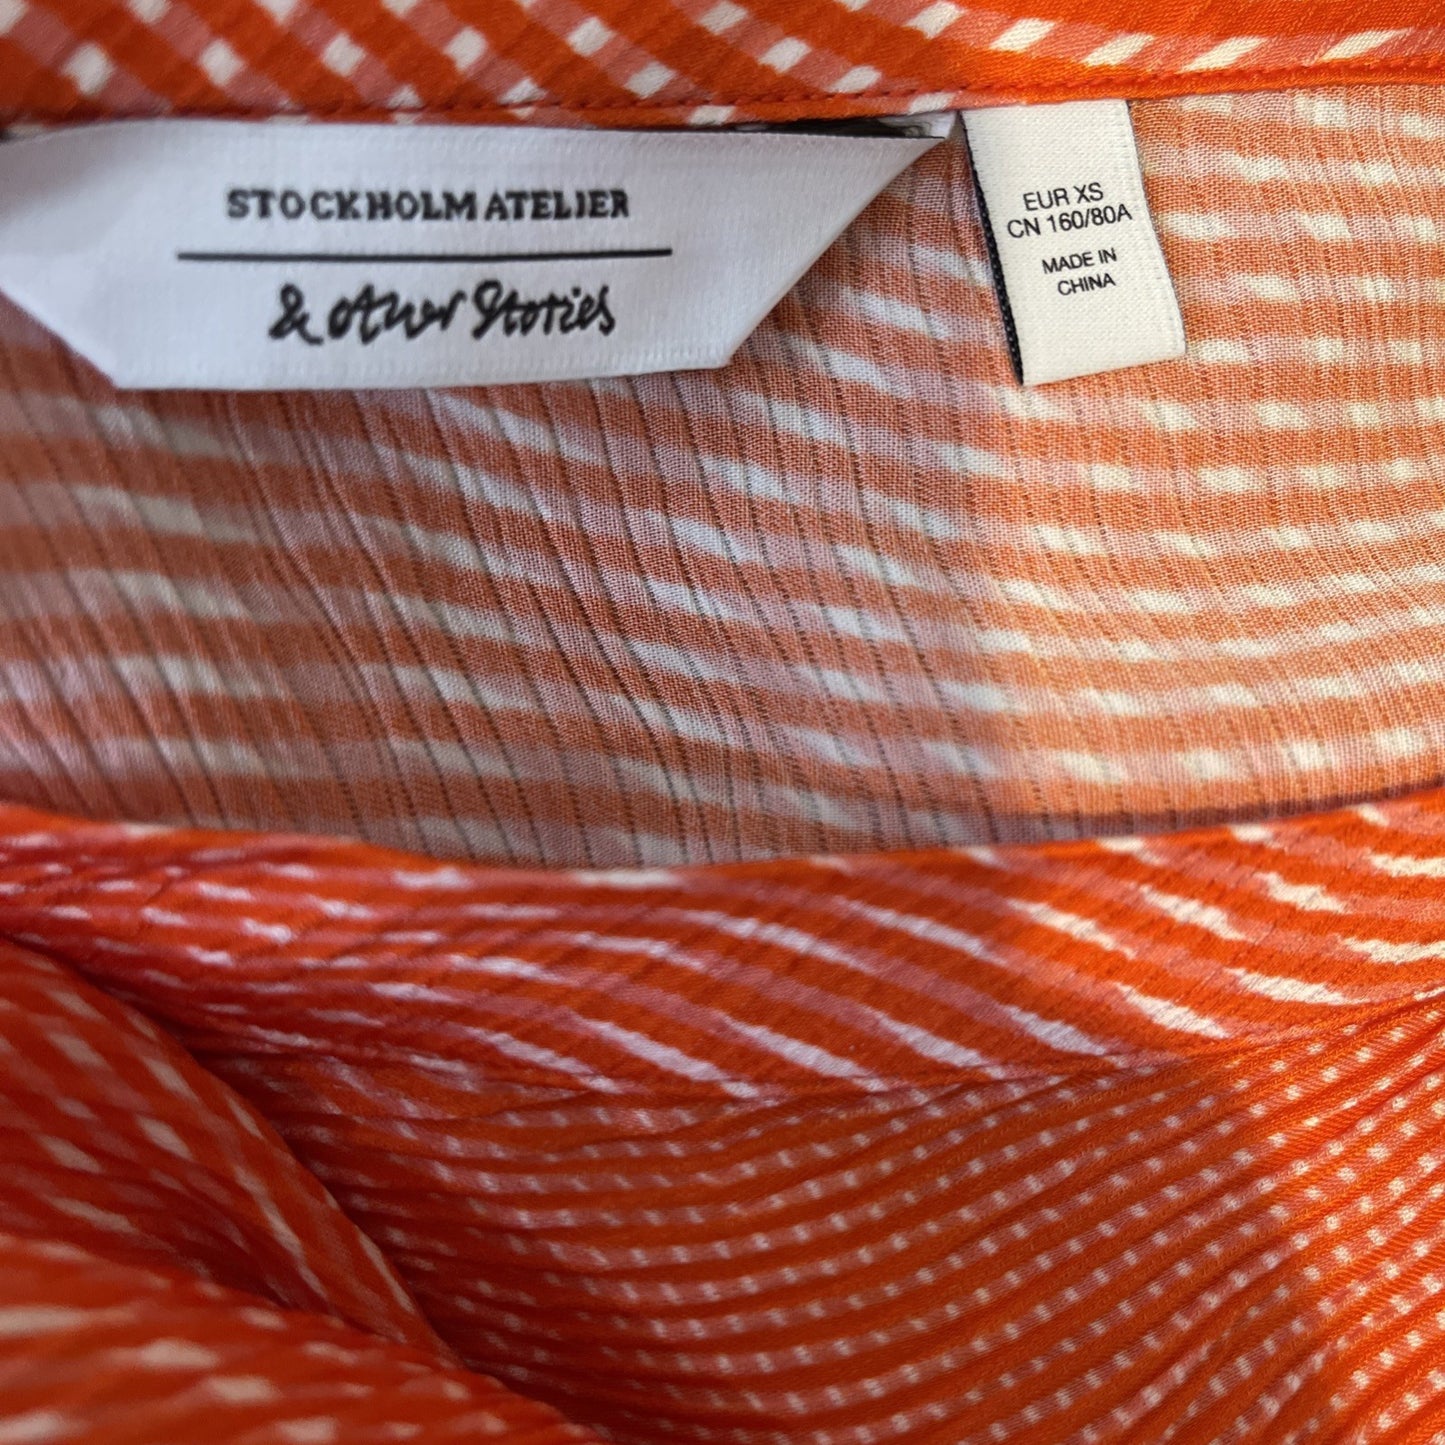 STOCKHOLM ATELIER
& other Stories
EUR XS
CN 160/80A
MADE IN
CHINA